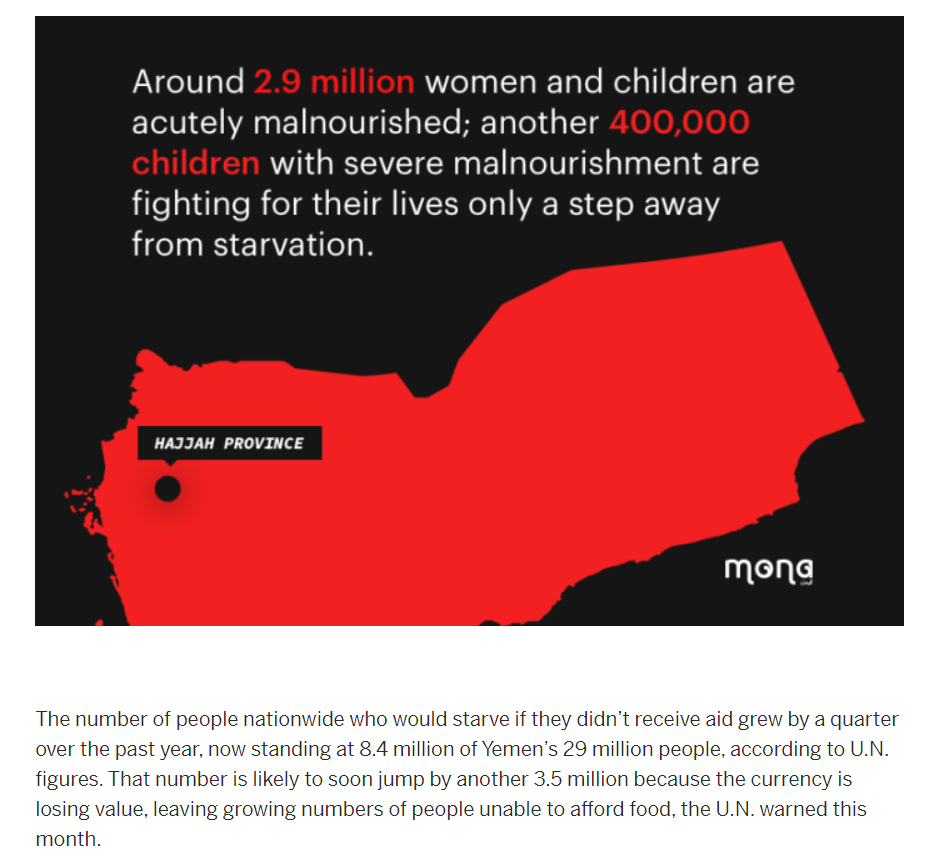 Around 2.9 million women and children are
acutely malnourished; another 400,000
children with severe malnourishment are
fighting for their lives only a step away
from starvation.
HAJJAH PROVINCE
mona
The number of people nationwide who would starve if they didn’t receive aid grew by a quarter
over the past year, now standing at 8.4 million of Yemen’s 29 million people, according to U.N.
figures. That number is likely to soon jump by another 3.5 million because the currency is
losing value, leaving growing numbers of people unable to afford food, the U.N. warned this
month.